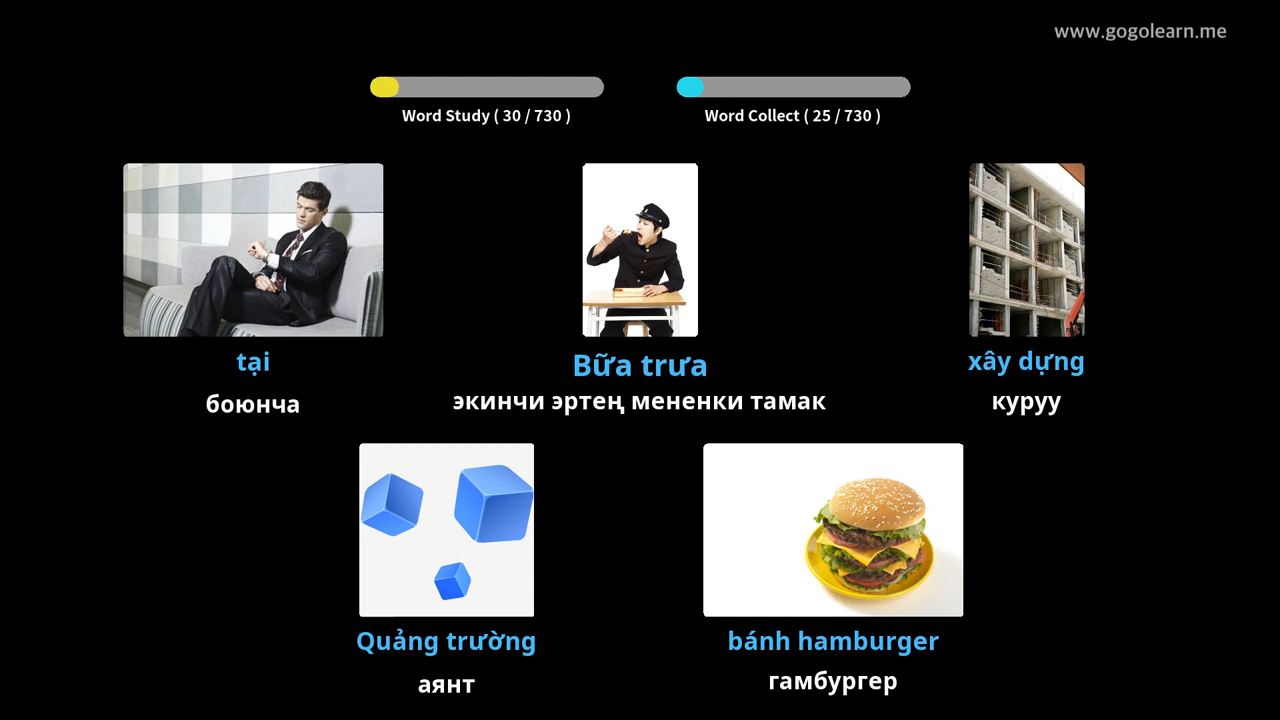 www.gogolearn.me
Word Study ( 30 / 730 )
Word Collect ( 25 / 730 )
tại
Bữa trưa
xây dựng
боюнча
экинчи эртең мененки тамак
куруу
Quảng trường
bánh hamburger
аянт
гамбургер